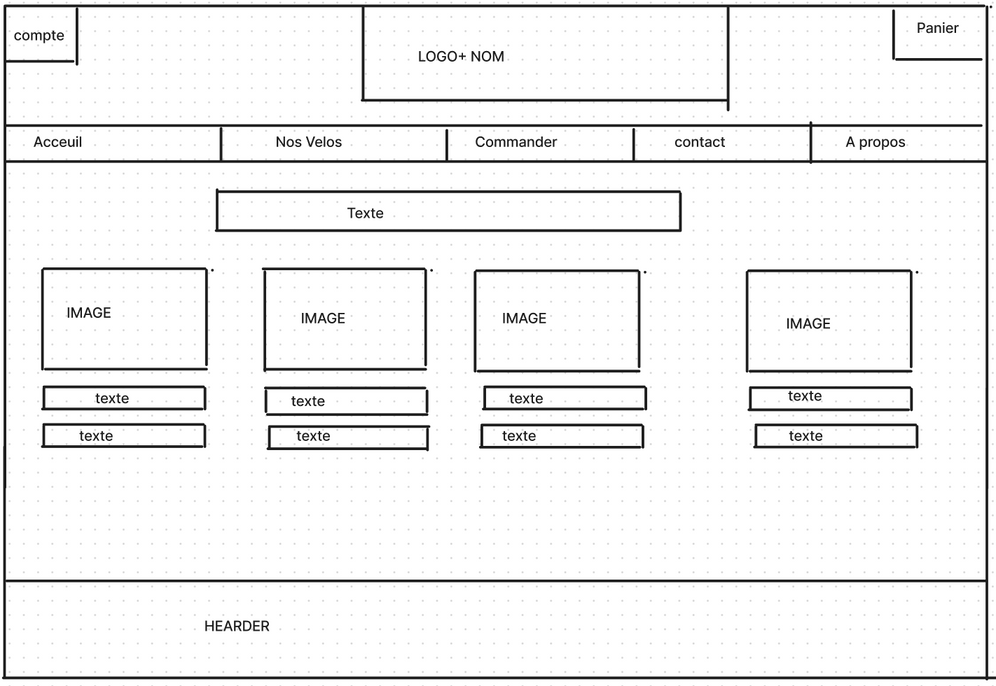 compte
LOGO+ NOM
Panier
Acceuil
Nos Velos
Commander
contact
A propos
Texte
IMAGE
IMAGE
IMAGE
IMAGE
texte
texte
texte
texte
texte
texte
texte
texte
HEARDER